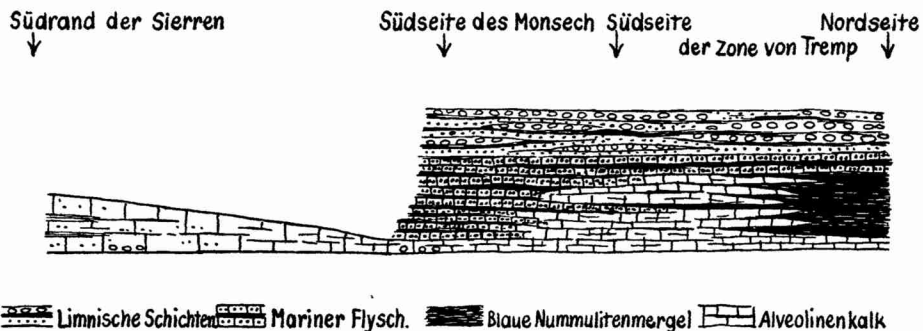 Südrand der Sierren Südseite des Monsech Südseite Nordseite
der Zone von Tremp
Limnische Schichten Mariner Flysch. Blaue Nummulitenmergel Alveolinenkalk